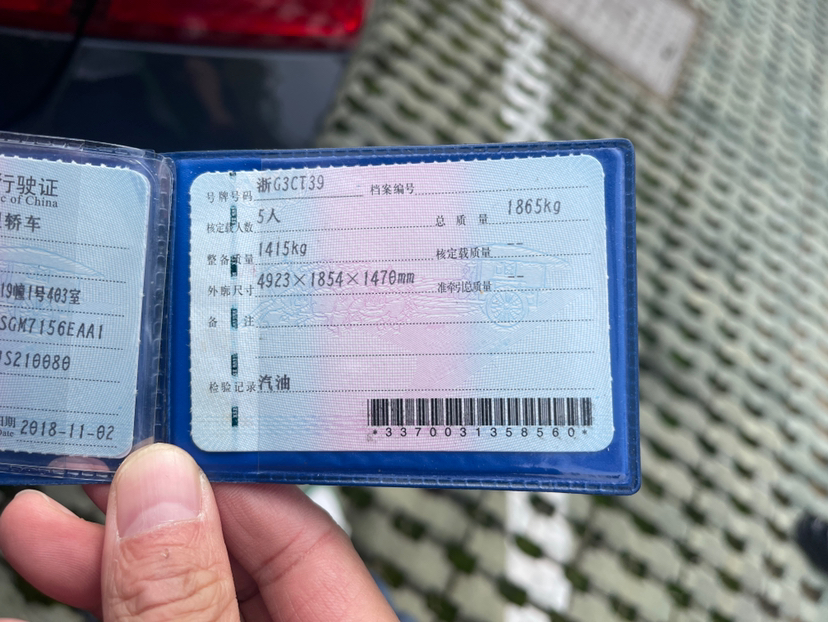 行驶证
e of China
轿车
19幢1号403室
SGM7156EAA1
S210080
日期 2018-11-02
Date
号牌号码 浙G3CT39 档案编号
核定载人数 5人 总质量 1865kg
整备质量 1415kg 核定载质量 --
外廓尺寸 4923×1854×1470mm 准牵引总质量 --
备注
检验记录 汽油
*3370031358560*